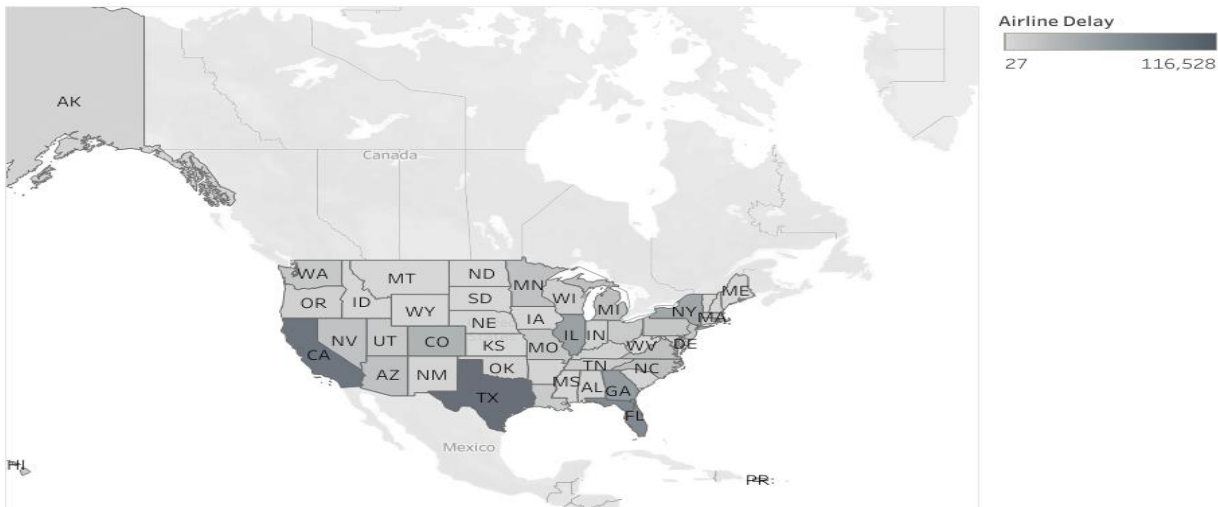 Airline Delay
27 116,528
AK
Canada
WA MT ND MN ME
OR ID WY SD WI MI NY MA
NV UT CO NE IA IL IN WV DE
CA KS MO
AZ NM OK TN NC
TX MS AL GA
FL
Mexico
HI
PR